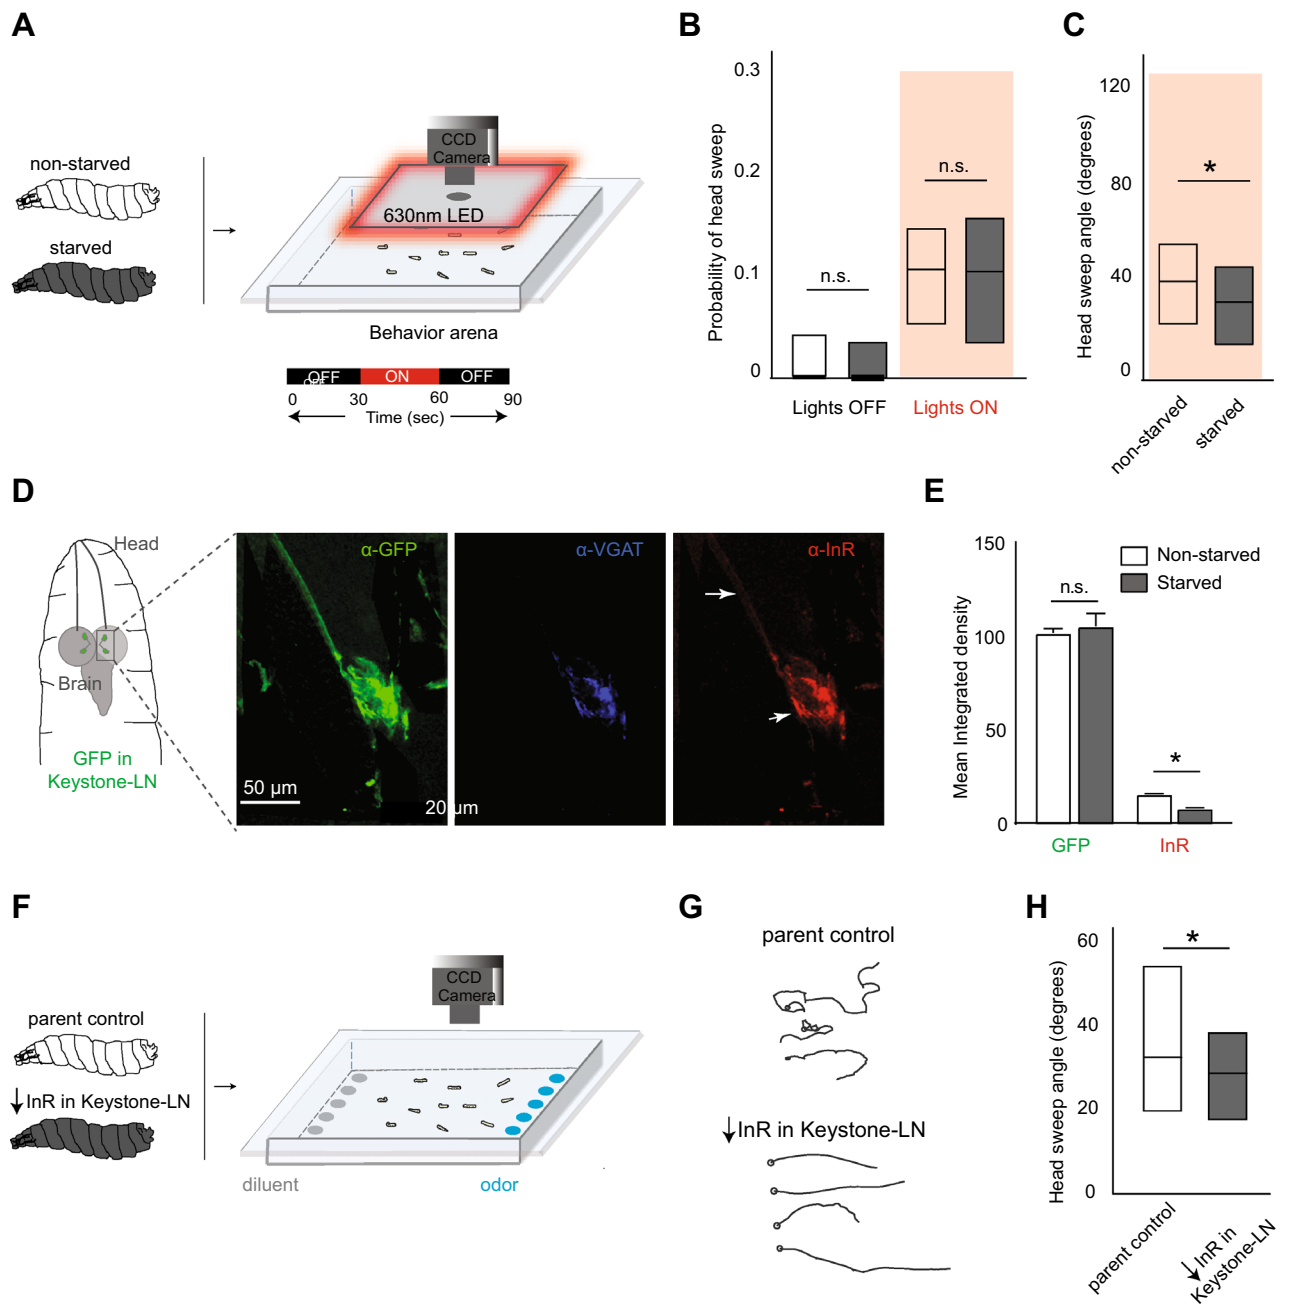 A
non-starved
starved
CCD
Camera
630nm LED
Behavior arena
OFF ON OFF
OFF
0 30 60 90
Time (sec)
B
Probability of head sweep
0.3
0.2
0.1
0
n.s.
n.s.
Lights OFF
Lights ON
C
Head sweep angle (degrees)
120
80
40
0
*
non-starved
starved
D
Head
Brain
GFP in
Keystone-LN
α-GFP
50 µm
20 µm
α-VGAT
α-InR
E
Mean Integrated density
150
100
50
0
Non-starved
Starved
n.s.
*
GFP
InR
F
parent control
↓InR in Keystone-LN
CCD
Camera
diluent
odor
G
parent control
↓InR in Keystone-LN
H
Head sweep angle (degrees)
60
40
20
0
*
parent control
↓InR in
Keystone-LN